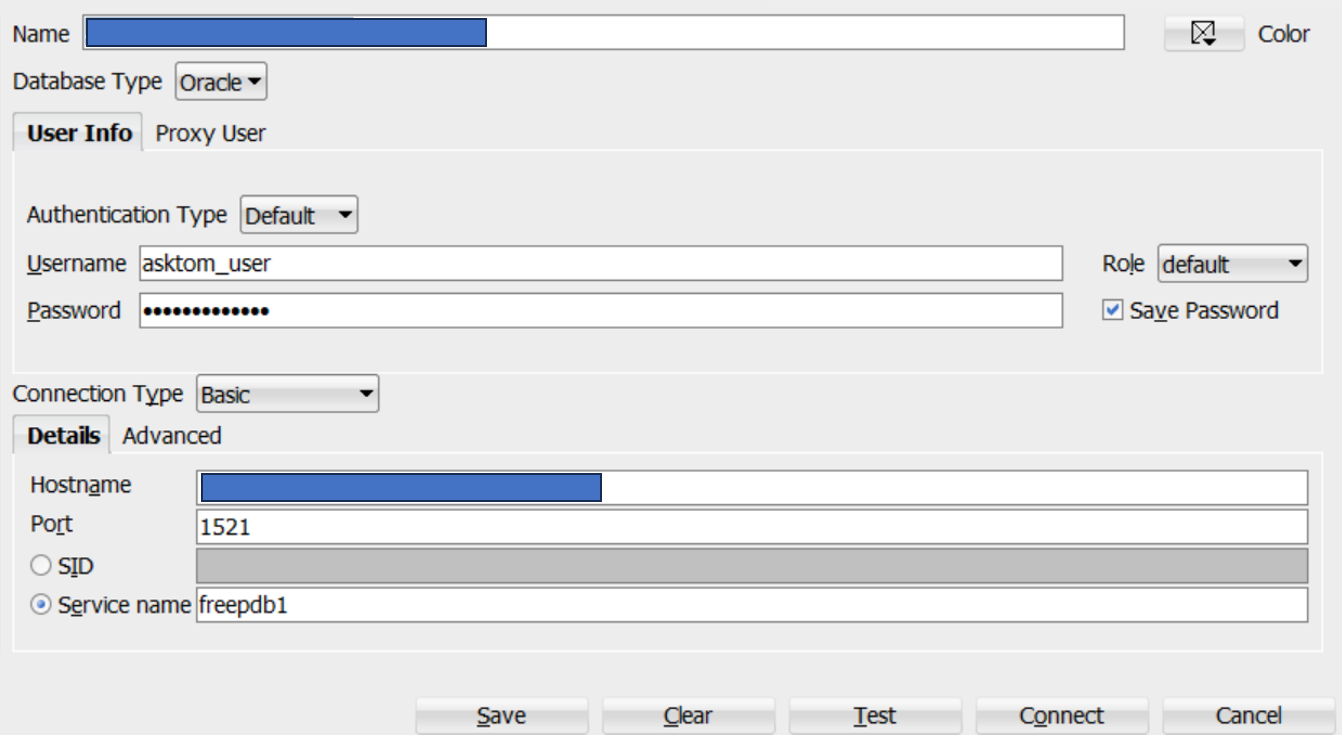 Name Color
Database Type Oracle
User Info Proxy User
Authentication Type Default
Username asktom_user Role default
Password ••••••••••••• Save Password
Connection Type Basic
Details Advanced
Hostname
Port 1521
SID
Service name freepdb1
Save Clear Test Connect Cancel